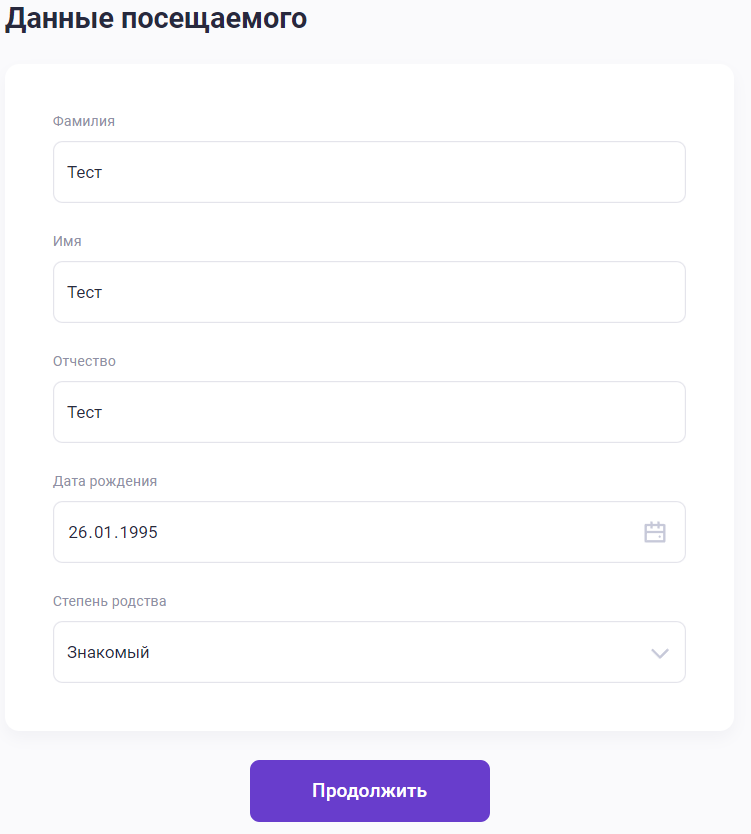 Данные посещаемого
Фамилия
Тест
Имя
Тест
Отчество
Тест
Дата рождения
26.01.1995
Степень родства
Знакомый
Продолжить